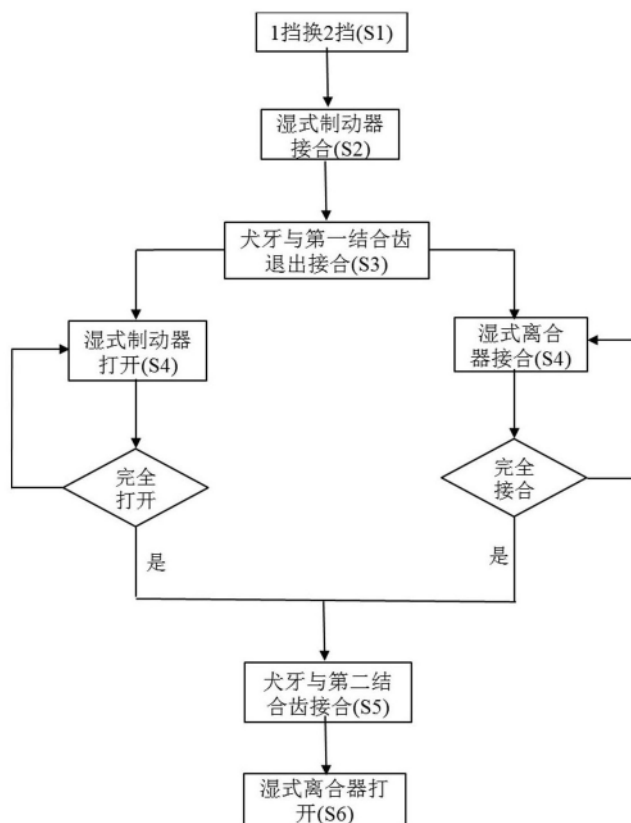 1挡换2挡(S1)
湿式制动器
接合(S2)
犬牙与第一结合齿
退出接合(S3)
湿式制动器
打开(S4)
湿式离合
器接合(S4)
完全
打开
完全
接合
是
是
犬牙与第二结
合齿接合(S5)
湿式离合器打
开(S6)